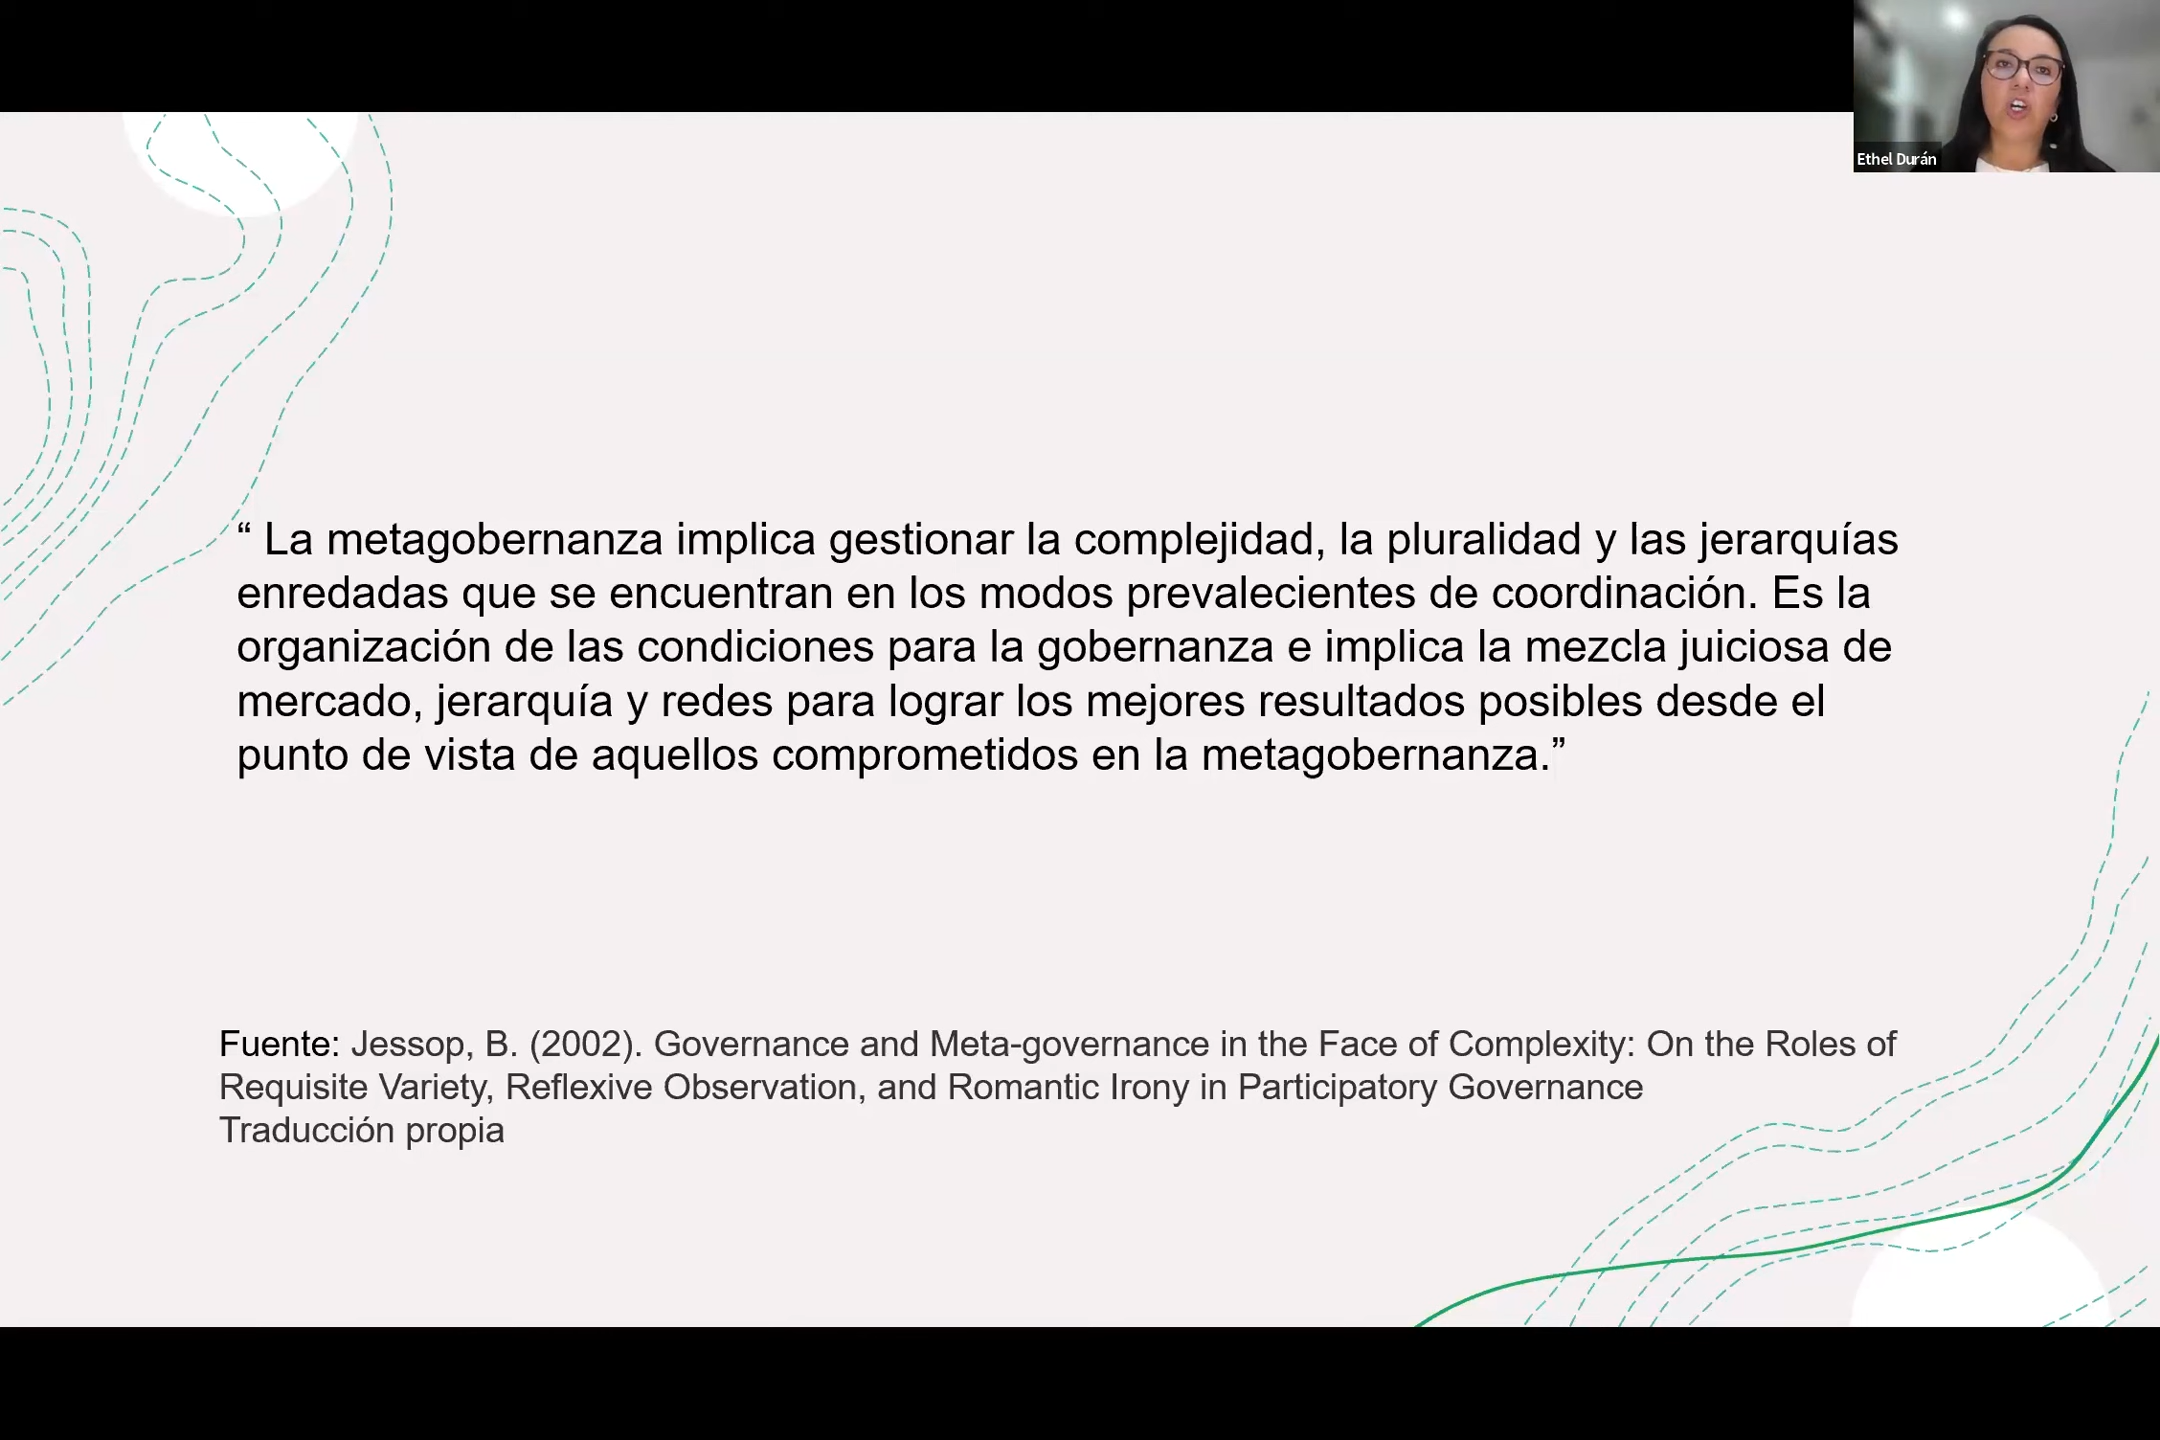 Ethel Durán
“ La metagobernanza implica gestionar la complejidad, la pluralidad y las jerarquías
enredadas que se encuentran en los modos prevalecientes de coordinación. Es la
organización de las condiciones para la gobernanza e implica la mezcla juiciosa de
mercado, jerarquía y redes para lograr los mejores resultados posibles desde el
punto de vista de aquellos comprometidos en la metagobernanza.”
Fuente: Jessop, B. (2002). Governance and Meta-governance in the Face of Complexity: On the Roles of
Requisite Variety, Reflexive Observation, and Romantic Irony in Participatory Governance
Traducción propia